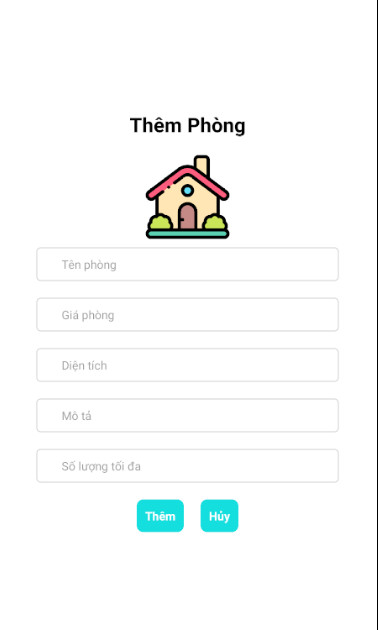 Thêm Phòng
Tên phòng
Giá phòng
Diện tích
Mô tả
Số lượng tối đa
Thêm Hủy